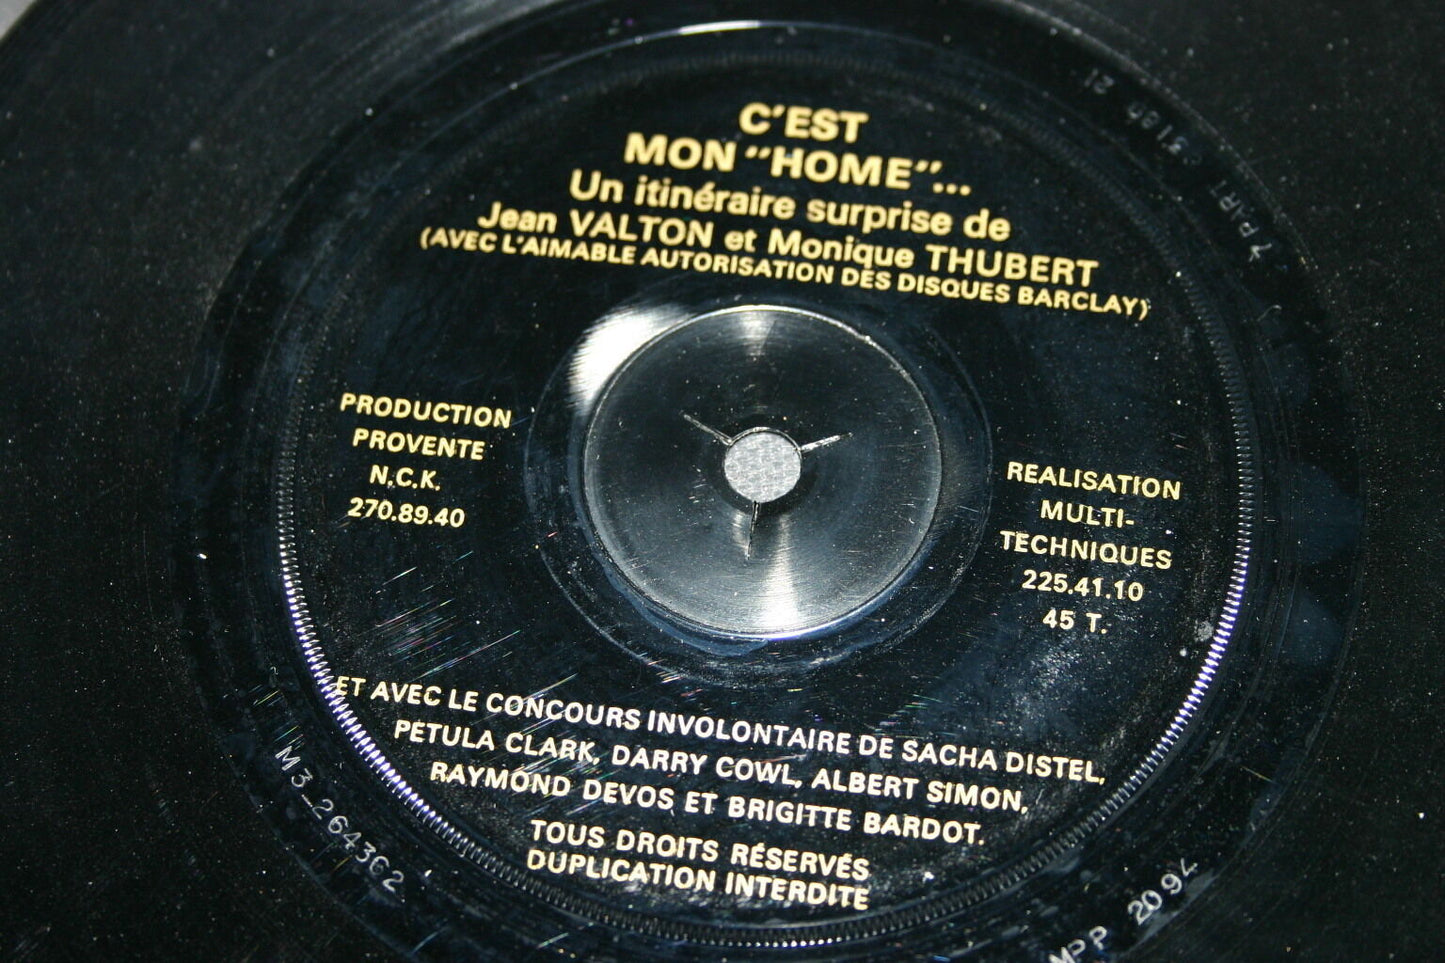 C'EST
MON "HOME"...
Un itinéraire surprise de
Jean VALTON et Monique THUBERT
(AVEC L'AIMABLE AUTORISATION DES DISQUES BARCLAY)
PRODUCTION
PROVENTE
N.C.K.
270.89.40
REALISATION
MULTI-
TECHNIQUES
225.41.10
45 T.
ET AVEC LE CONCOURS INVOLONTAIRE DE SACHA DISTEL,
PETULA CLARK, DARRY COWL, ALBERT SIMON,
RAYMOND DEVOS ET BRIGITTE BARDOT.
TOUS DROITS RÉSERVÉS
DUPLICATION INTERDITE
M3_264362
MPP 2094